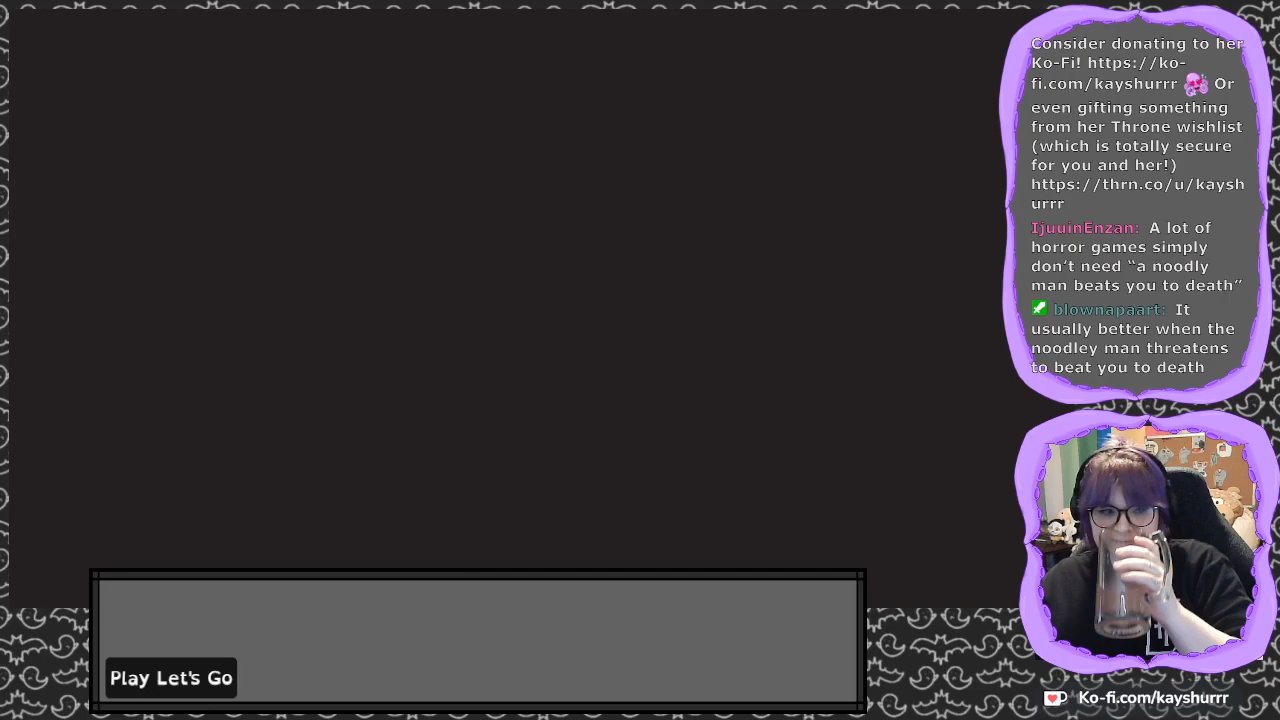 Consider donating to her
Ko-Fi! https://ko-
fi.com/kayshurrr Or
even gifting something
from her Throne wishlist
(which is totally secure
for you and her!)
https://thrn.co/u/kaysh
urrr
IjuuinEnzan: A lot of
horror games simply
don't need “a noodly
man beats you to death”
blownapaart: It
usually better when the
noodley man threatens
to beat you to death
Play Let's Go
Ko-fi.com/kayshurrr